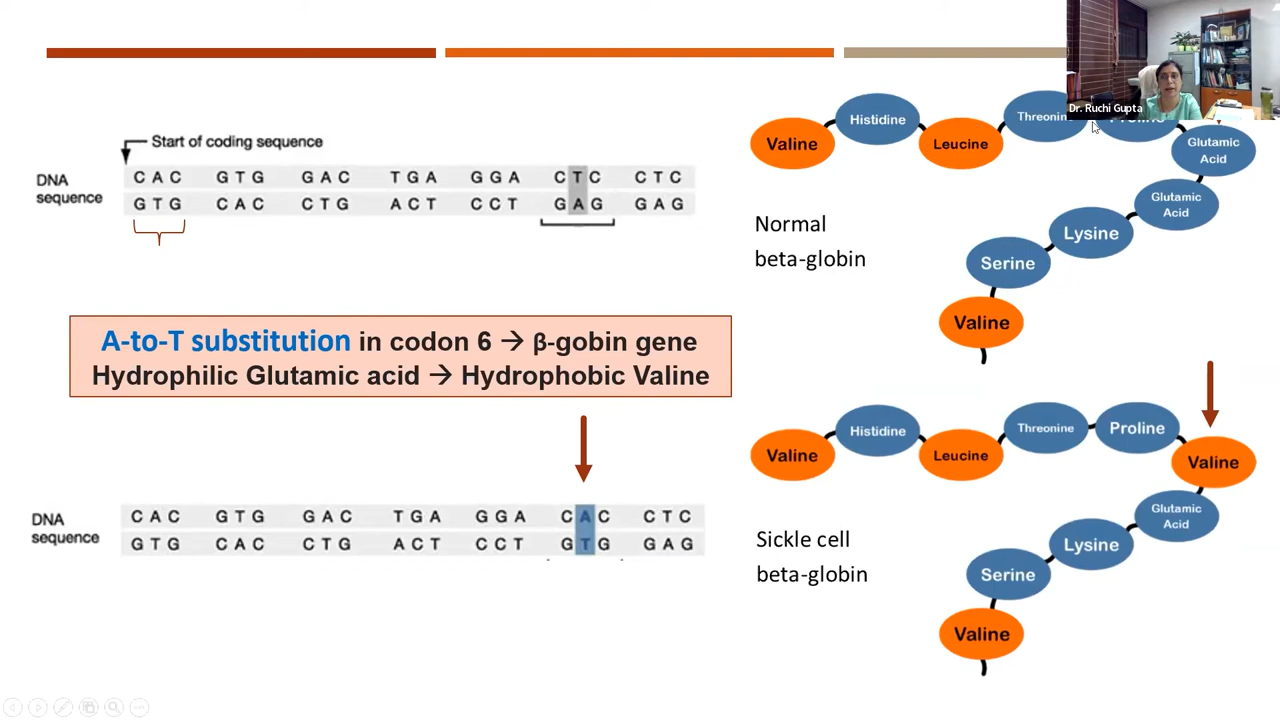 Dr. Ruchi Gupta
Start of coding sequence
DNA
sequence
CAC GTG GAC TGA GGA CTC CTC
GTG CAC CTG ACT CCT GAG GAG
A-to-T substitution in codon 6 → β-gobin gene
Hydrophilic Glutamic acid → Hydrophobic Valine
DNA
sequence
CAC GTG GAC TGA GGA CAC CTC
GTG CAC CTG ACT CCT GTG GAG
Valine
Histidine
Leucine
Threonine
Proline
Glutamic
Acid
Glutamic
Acid
Lysine
Serine
Valine
Normal
beta-globin
Valine
Histidine
Leucine
Threonine
Proline
Valine
Glutamic
Acid
Lysine
Serine
Valine
Sickle cell
beta-globin